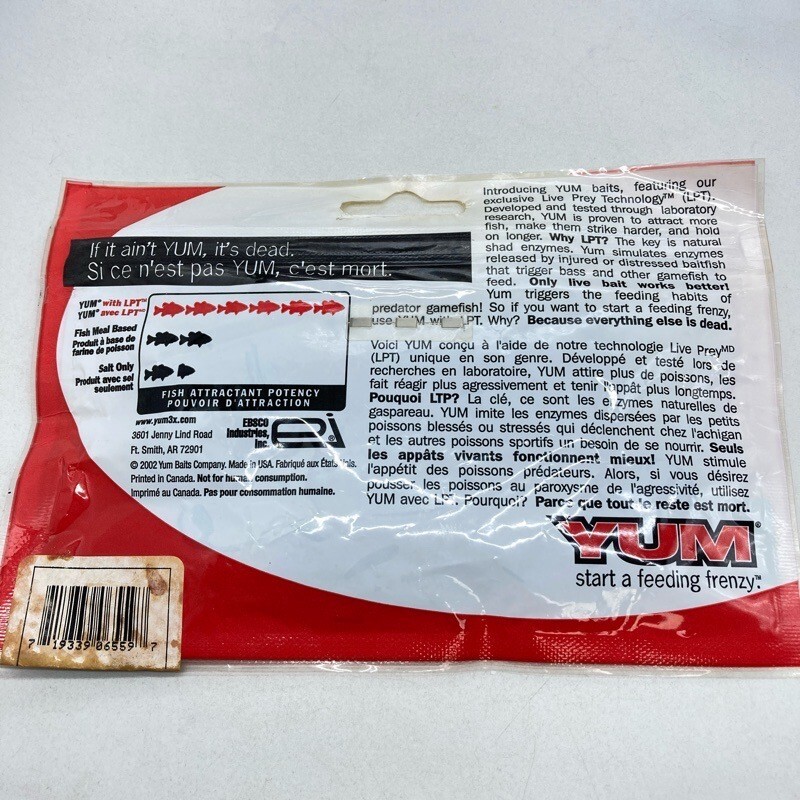 If it ain't YUM, it's dead.
Si ce n'est pas YUM, c'est mort.
YUM® with LPT™
YUM® avec LPT™
Fish Meal Based
Produit à base de
farine de poisson
Salt Only
Produit avec sel
seulement
FISH ATTRACTANT POTENCY
POUVOIR D'ATTRACTION
www.yum3x.com
3601 Jenny Lind Road
Ft. Smith, AR 72901
EBSCO
Industries,
Inc.
ei®
© 2002 Yum Baits Company. Made in USA. Fabriqué aux États-Unis.
Printed in Canada. Not for human consumption.
Imprimé au Canada. Pas pour consommation humaine.
Introducing YUM baits, featuring our
exclusive Live Prey Technology™ (LPT).
Developed and tested through laboratory
research, YUM is proven to attract more
fish, make them strike harder, and hold
on longer. Why LPT? The key is natural
shad enzymes. Yum simulates enzymes
released by injured or distressed baitfish
that trigger bass and other gamefish to
feed. Only live bait works better!
Yum triggers the feeding habits of
predator gamefish! So if you want to start a feeding frenzy,
use YUM with LPT. Why? Because everything else is dead.
Voici YUM conçu à l'aide de notre technologie Live Prey MD
(LPT) unique en son genre. Développé et testé lors de
recherches en laboratoire, YUM attire plus de poissons, les
fait réagir plus agressivement et tenir l'appât plus longtemps.
Pouquoi LTP? La clé, ce sont les enzymes naturelles de
gaspareau. YUM imite les enzymes dispersées par les petits
poissons blessés ou stressés qui déclenchent chez l'achigan
et les autres poissons sportifs un besoin de se nourrir. Seuls
les appâts vivants fonctionnent mieux! YUM stimule
l'appétit des poissons prédateurs. Alors, si vous désirez
pousser les poissons au paroxysme de l'agressivité, utilisez
YUM avec LPT. Pourquoi? Parce que tout le reste est mort.
YUM®
start a feeding frenzy™
7 19339 06559 7